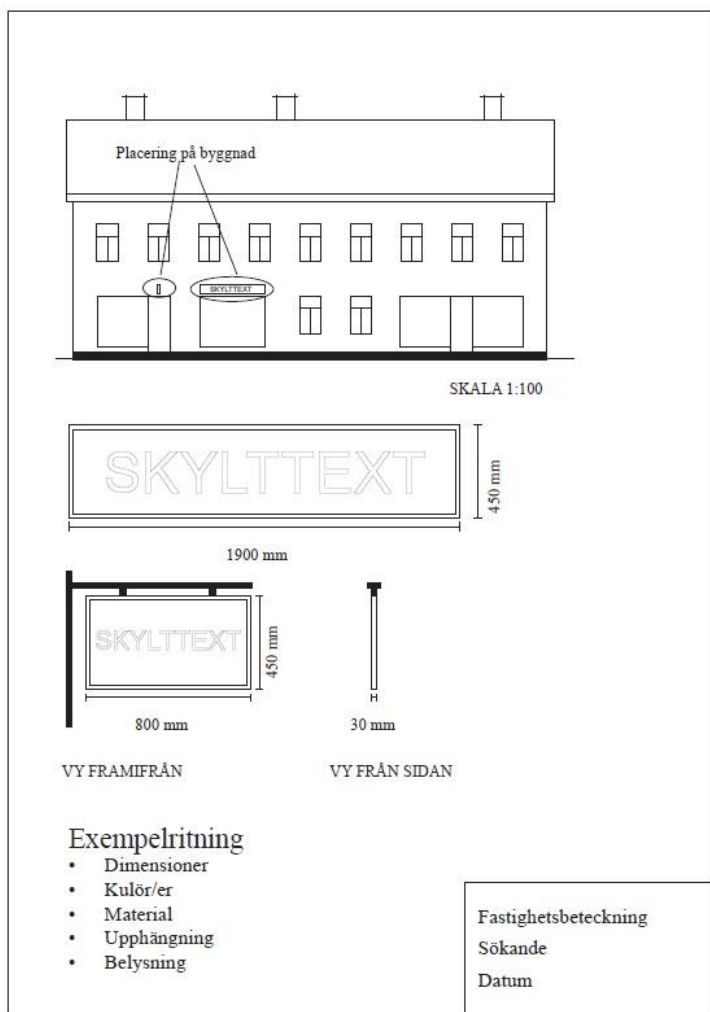 Placering på byggnad
SKYLTTEXT
SKALA 1:100
SKYLTTEXT
450 mm
1900 mm
SKYLTTEXT
450 mm
800 mm
30 mm
VY FRAMIFRÅN
VY FRÅN SIDAN
Exempelritning
• Dimensioner
• Kulör/er
• Material
• Upphängning
• Belysning
Fastighetsbeteckning
Sökande
Datum